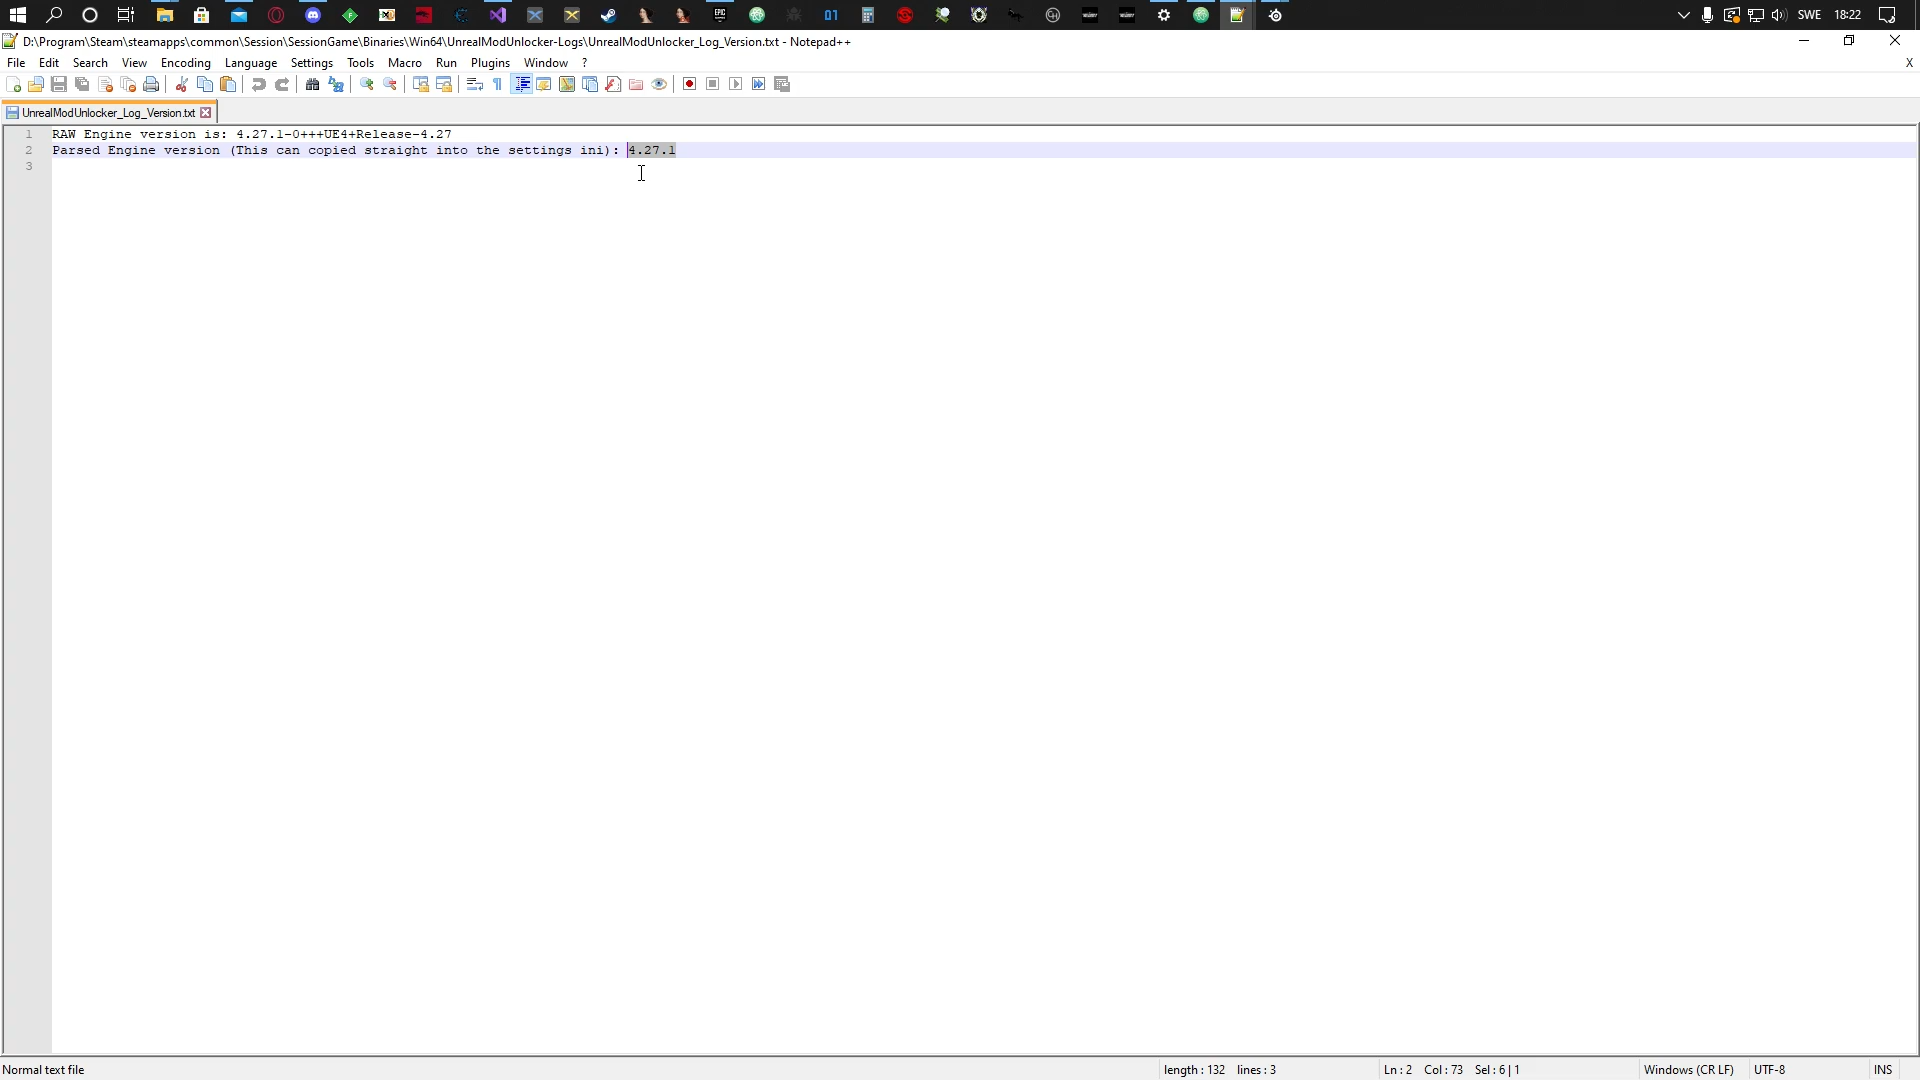 SWE 18:22
D:\Program\Steam\steamapps\common\Session\SessionGame\Binaries\Win64\UnrealModUnlocker-Logs\UnrealModUnlocker_Log_Version.txt - Notepad++
File Edit Search View Encoding Language Settings Tools Macro Run Plugins Window ? X
UnrealModUnlocker_Log_Version.txt
1 RAW Engine version is: 4.27.1-0+++UE4+Release-4.27
2 Parsed Engine version (This can copied straight into the settings ini): 4.27.1
3
Normal text file length : 132 lines : 3 Ln : 2 Col : 73 Sel : 6 | 1 Windows (CR LF) UTF-8 INS